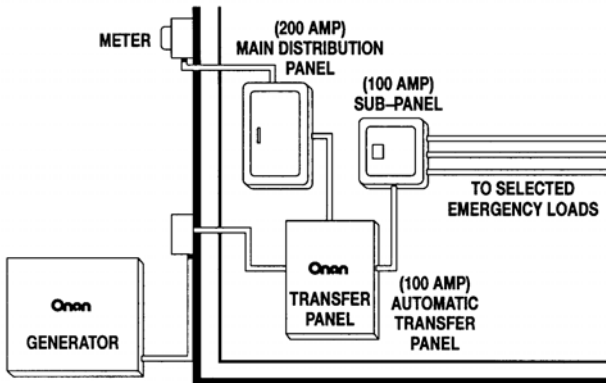 METER
(200 AMP)
MAIN DISTRIBUTION
PANEL
(100 AMP)
SUB–PANEL
TO SELECTED
EMERGENCY LOADS
Onan
TRANSFER
PANEL
(100 AMP)
AUTOMATIC
TRANSFER
PANEL
Onan
GENERATOR